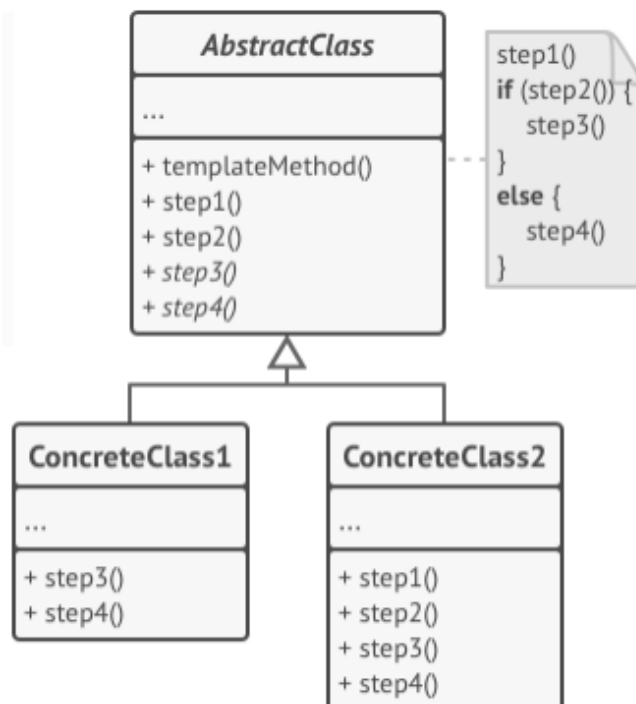 AbstractClass
...
+ templateMethod()
+ step1()
+ step2()
+ step3()
+ step4()
step1()
if (step2()) {
step3()
}
else {
step4()
}
ConcreteClass1
...
+ step3()
+ step4()
ConcreteClass2
...
+ step1()
+ step2()
+ step3()
+ step4()